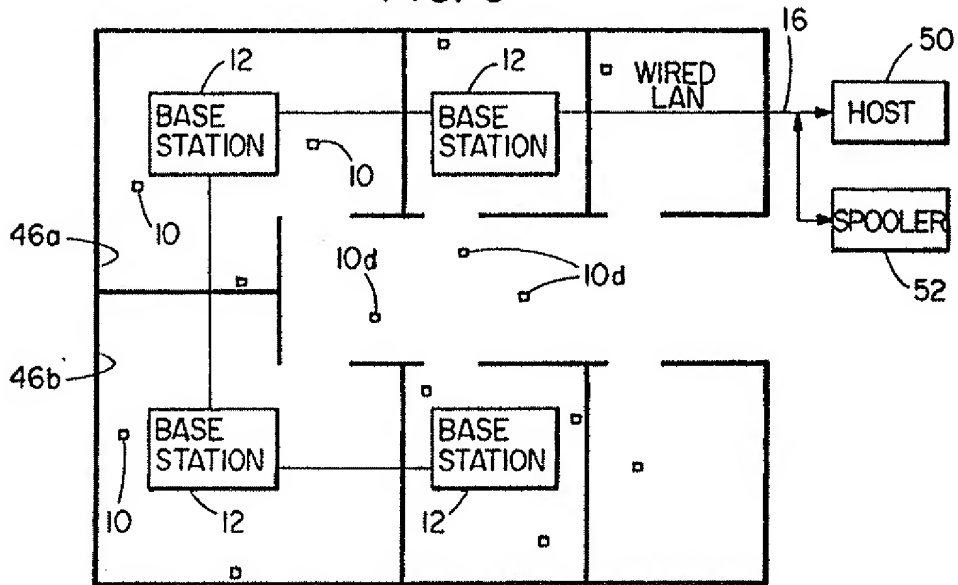 16
50
12
12
WIRED
LAN
BASE
STATION
BASE
STATION
HOST
10
10
SPOOLER
46a
10d
10d
52
46b
BASE
STATION
BASE
STATION
10
12
12